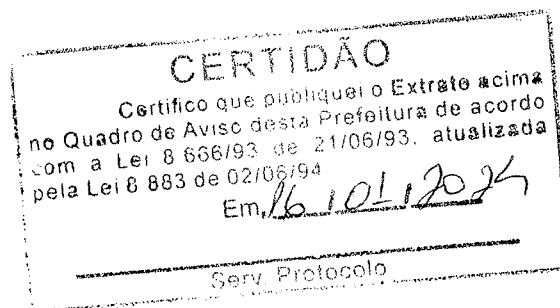 CERTIDÃO
Certifico que publiquei o Extrato acima
no Quadro de Aviso desta Prefeitura de acordo
com a Lei 8 666/93 de 21/06/93, atualizada
pela Lei 8 883 de 02/06/94
Em, 16 / 01 / 2024
Serv. Protocolo